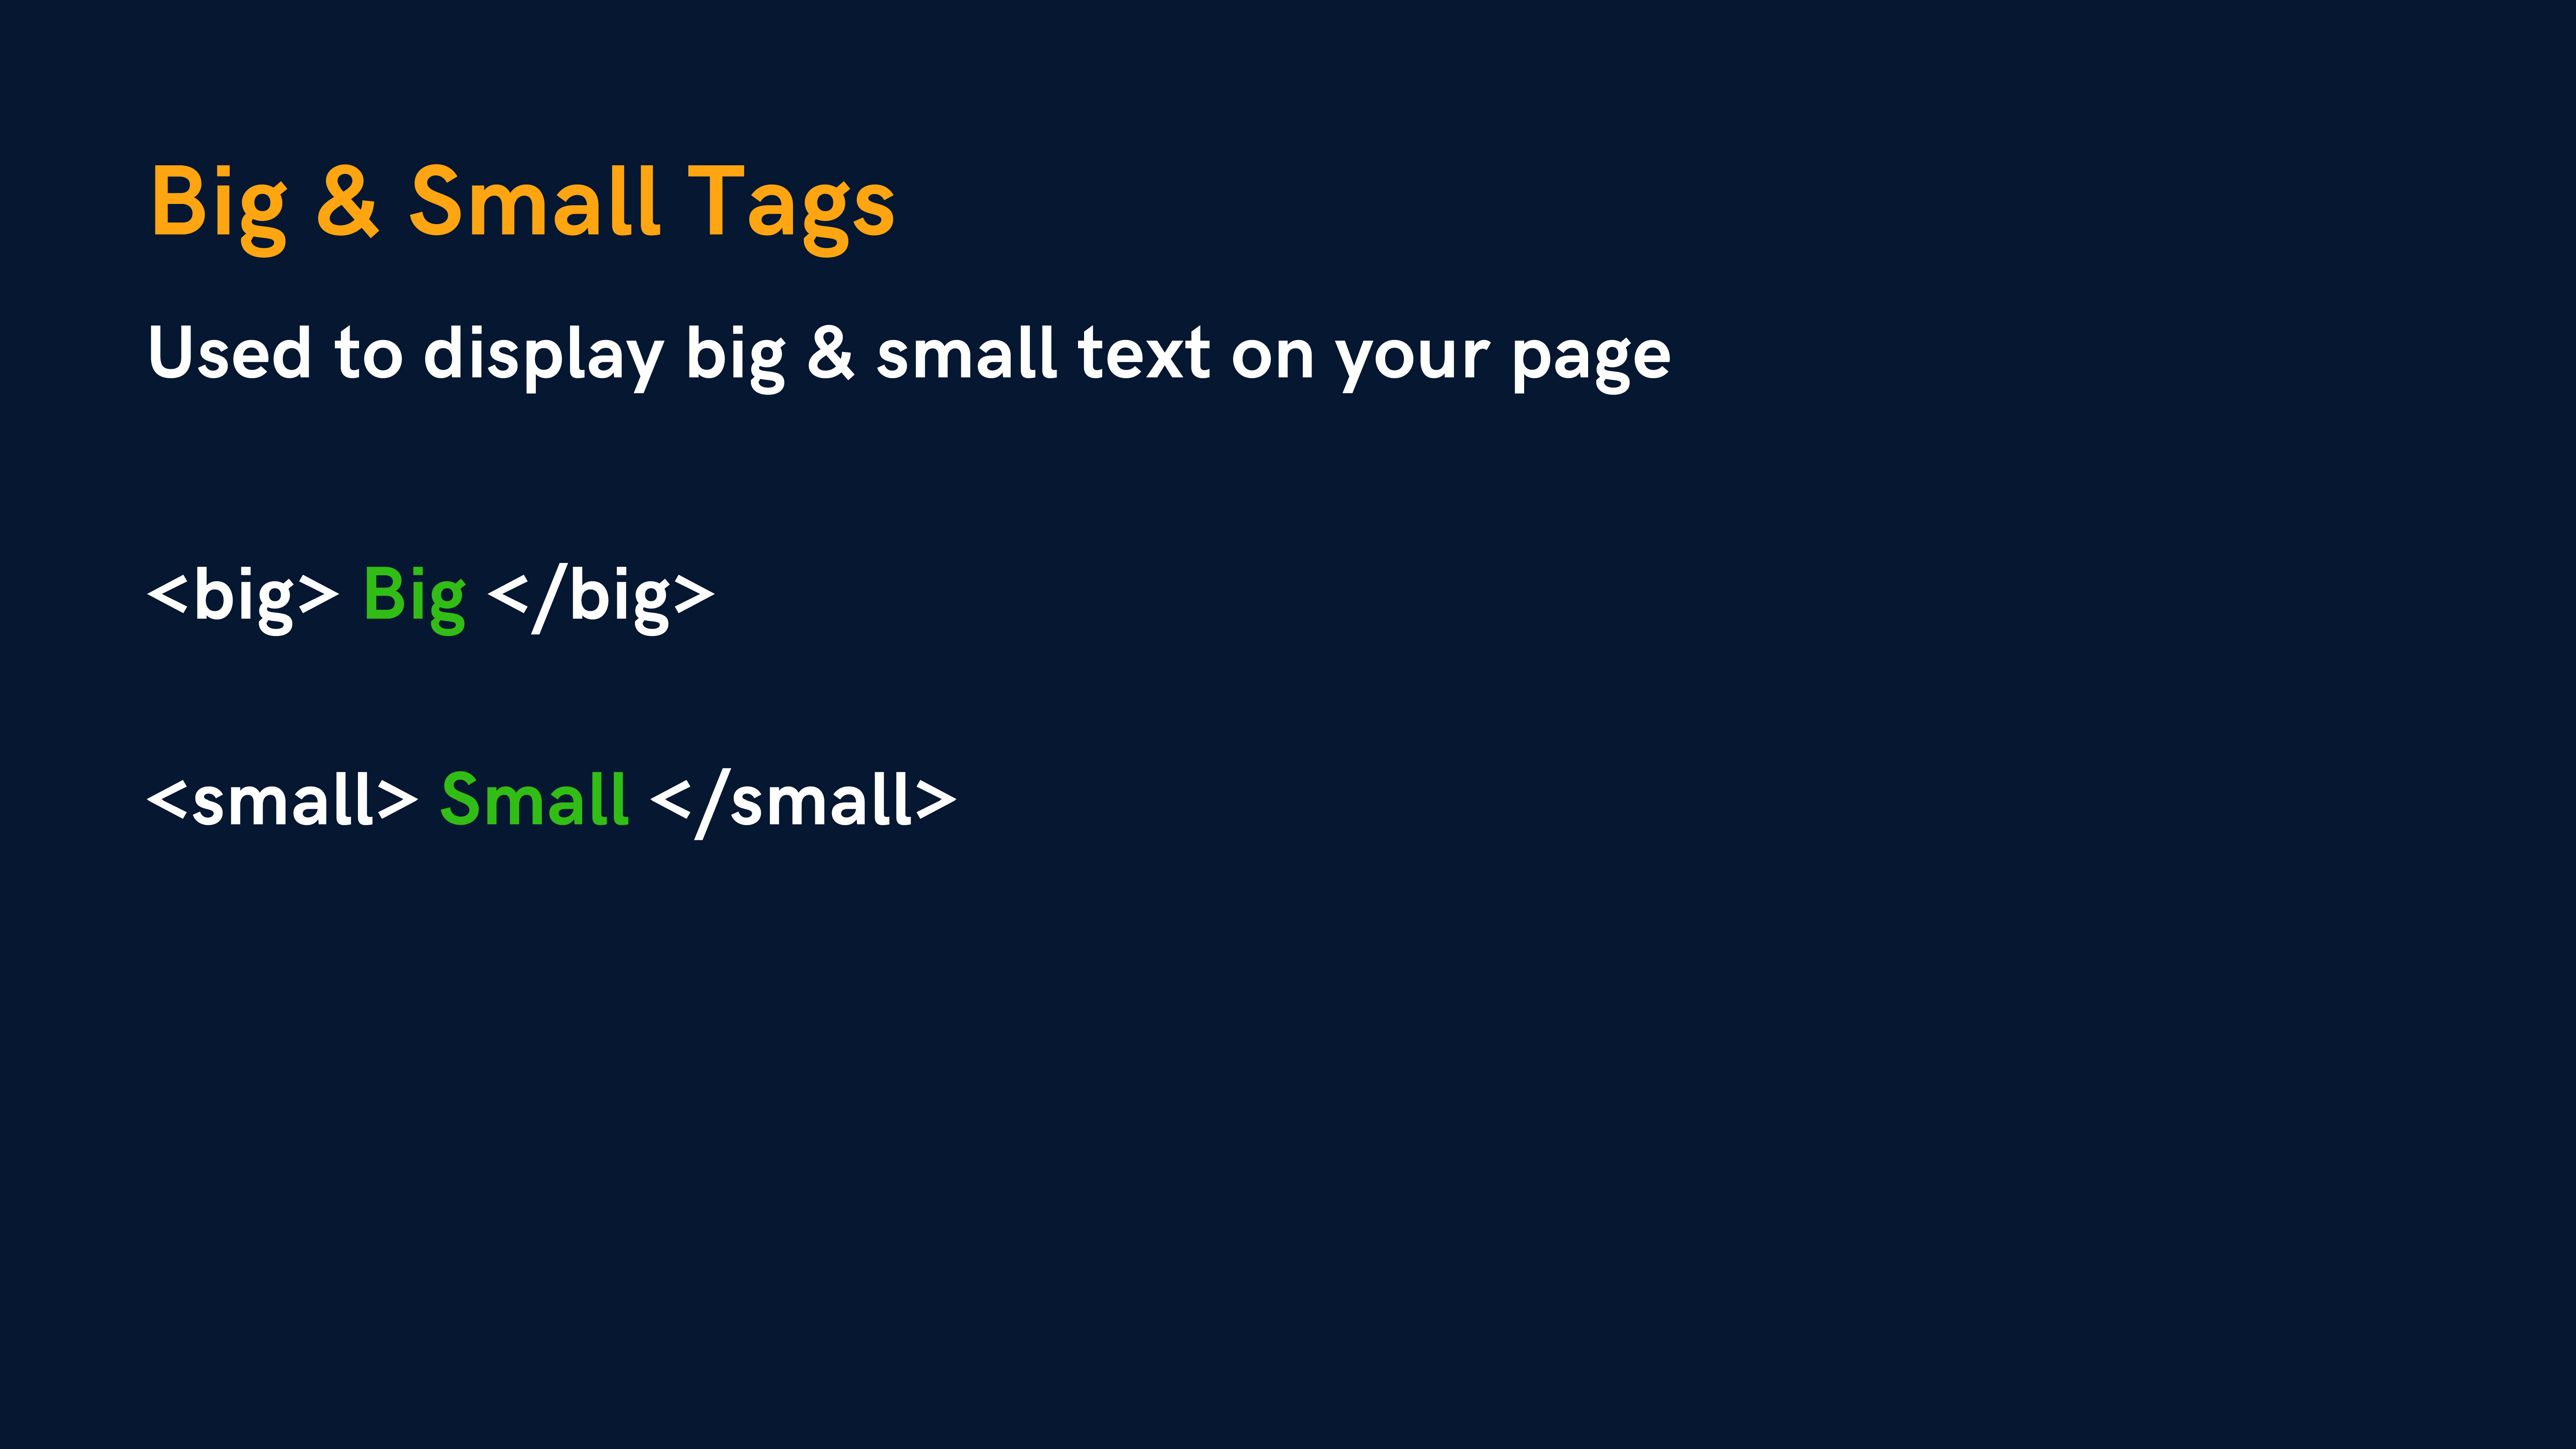 Big & Small Tags
Used to display big & small text on your page
<big> Big </big>
<small> Small </small>